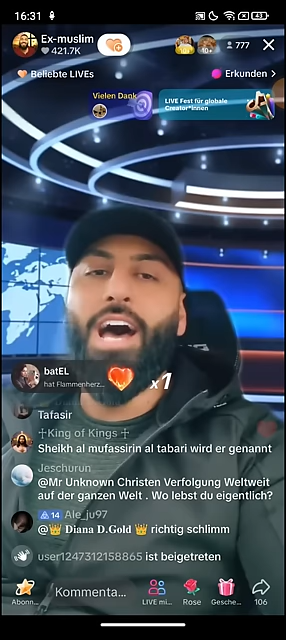 16:31
43
Ex-muslim
421.7K
777
Beliebte LIVEs
Erkunden
Vielen Dank
LIVE Fest für globale
Creator*innen
batEL
hat Flammenherz...
x1
Tafasir
☩King of Kings ☩
Sheikh al mufassirin al tabari wird er genannt
Jeschurun
@Mr Unknown Christen Verfolgung Weltweit
auf der ganzen Welt . Wo lebst du eigentlich?
14 Ale_ju97
@👑 𝐃𝐢𝐚𝐧𝐚 𝐃.𝐆𝐨𝐥𝐝 👑 richtig schlimm
user1247312158865 ist beigetreten
Kommenta...
Abonn... LIVE mi... Rose Gesche... 106